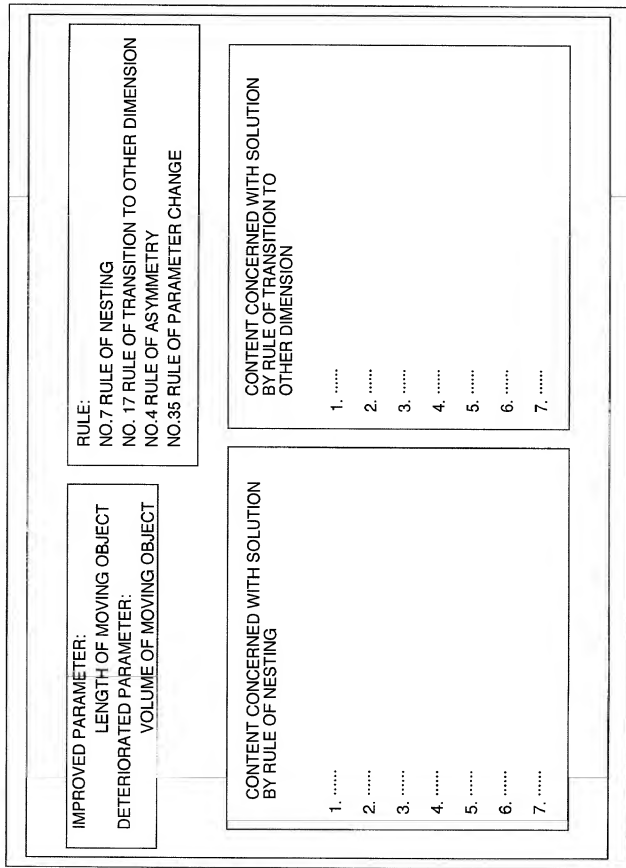 IMPROVED PARAMETER:
LENGTH OF MOVING OBJECT
DETERIORATED PARAMETER:
VOLUME OF MOVING OBJECT
RULE:
NO.7 RULE OF NESTING
NO. 17 RULE OF TRANSITION TO OTHER DIMENSION
NO.4 RULE OF ASYMMETRY
NO.35 RULE OF PARAMETER CHANGE
CONTENT CONCERNED WITH SOLUTION
BY RULE OF NESTING
1. ......
2. ......
3. ......
4. ......
5. ......
6. ......
7. ......
CONTENT CONCERNED WITH SOLUTION
BY RULE OF TRANSITION TO
OTHER DIMENSION
1. ......
2. ......
3. ......
4. ......
5. ......
6. ......
7. ......